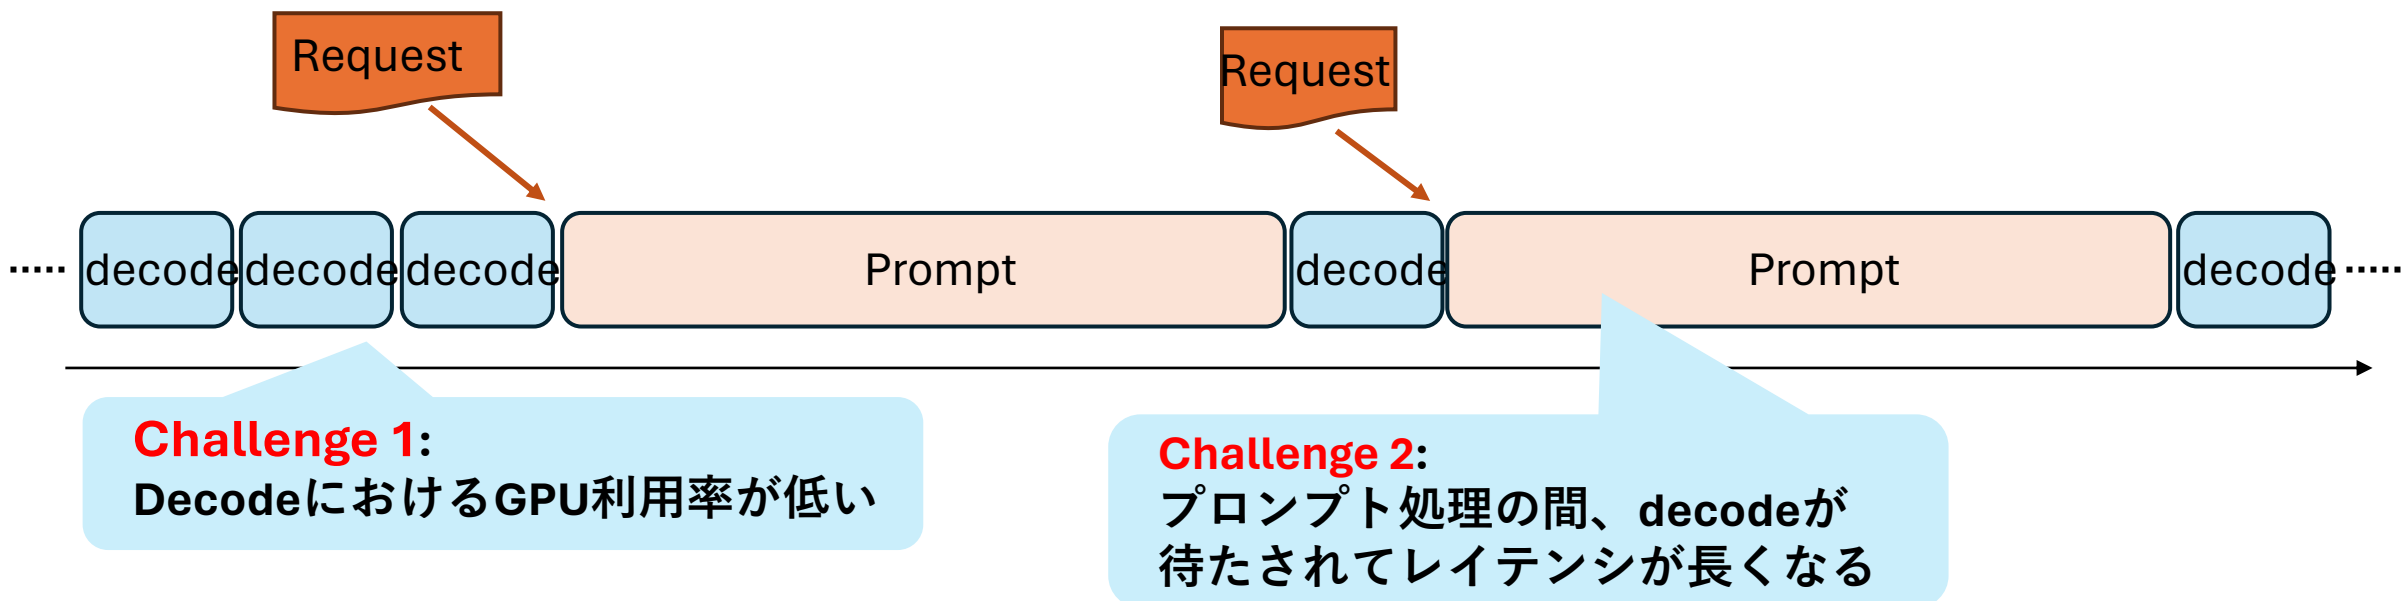 Request
Request
..... decode decode decode Prompt decode Prompt decode .....
Challenge 1:
DecodeにおけるGPU利用率が低い
Challenge 2:
プロンプト処理の間、decodeが
待たされてレイテンシが長くなる